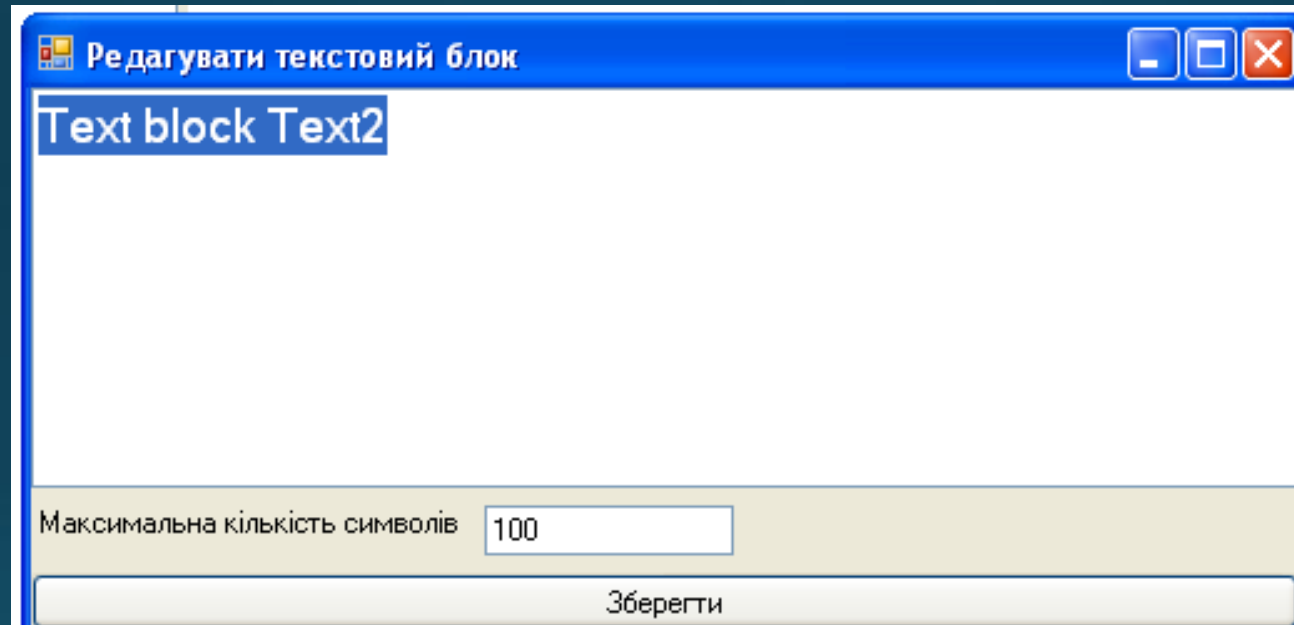 Редагувати текстовий блок
Text block Text2
Максимальна кількість символів 100
Зберегти